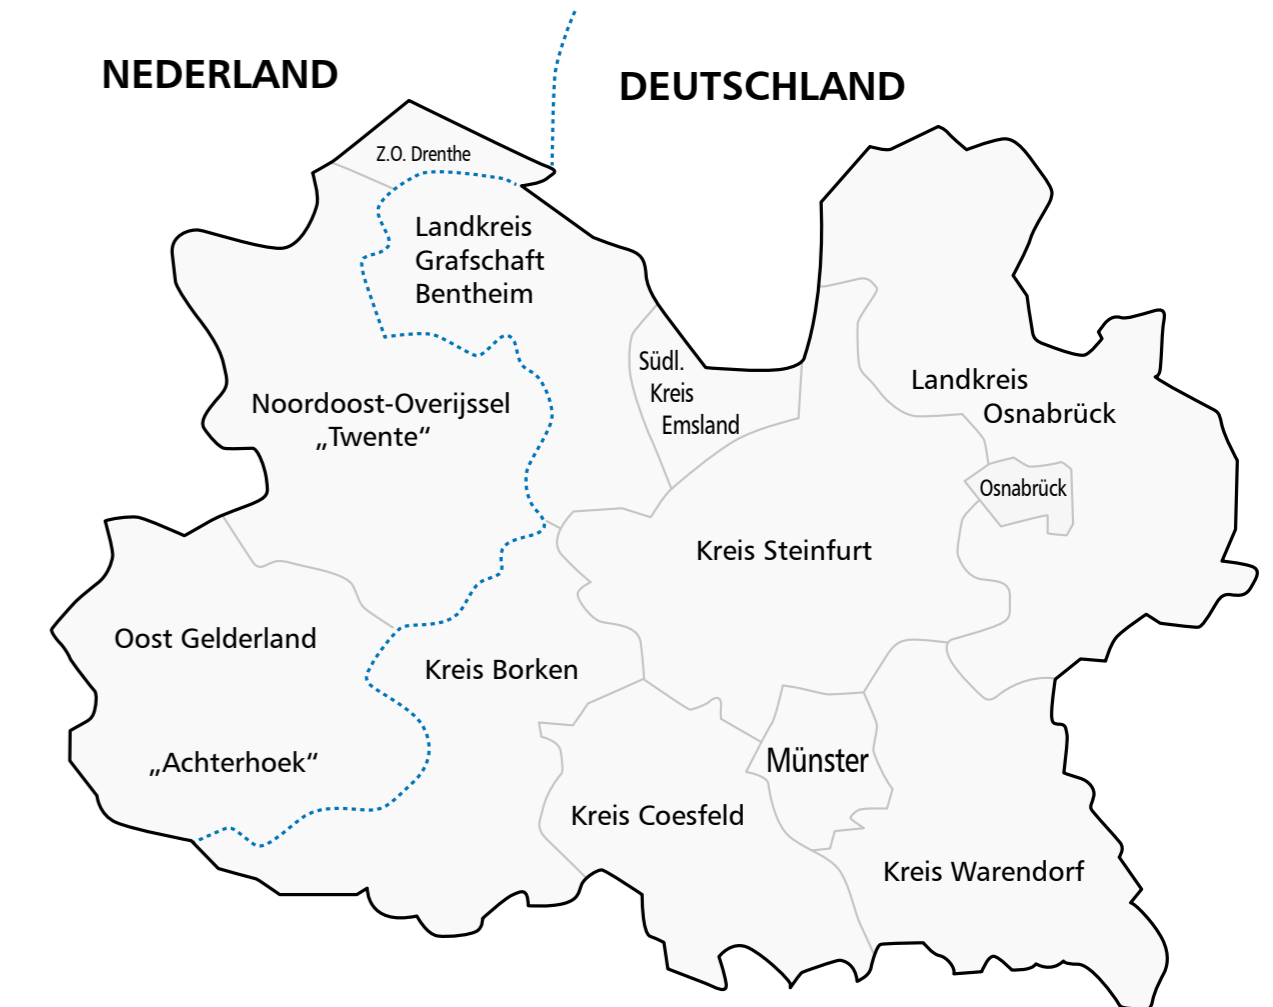 NEDERLAND
DEUTSCHLAND
Z.O. Drenthe
Landkreis
Grafschaft
Bentheim
Südl.
Kreis
Emsland
Landkreis
Osnabrück
Noordoost-Overijssel
„Twente“
Osnabrück
Kreis Steinfurt
Oost Gelderland
Kreis Borken
„Achterhoek“
Münster
Kreis Coesfeld
Kreis Warendorf